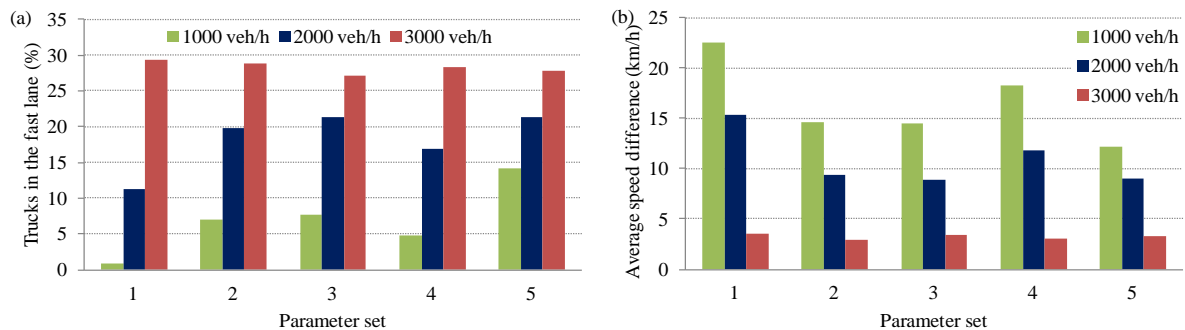 (a)
Trucks in the fast lane (%)
35
30
25
20
15
10
5
0
1000 veh/h 2000 veh/h 3000 veh/h
1 2 3 4 5
Parameter set
(b)
Average speed difference (km/h)
25
20
15
10
5
0
1000 veh/h
2000 veh/h
3000 veh/h
1 2 3 4 5
Parameter set